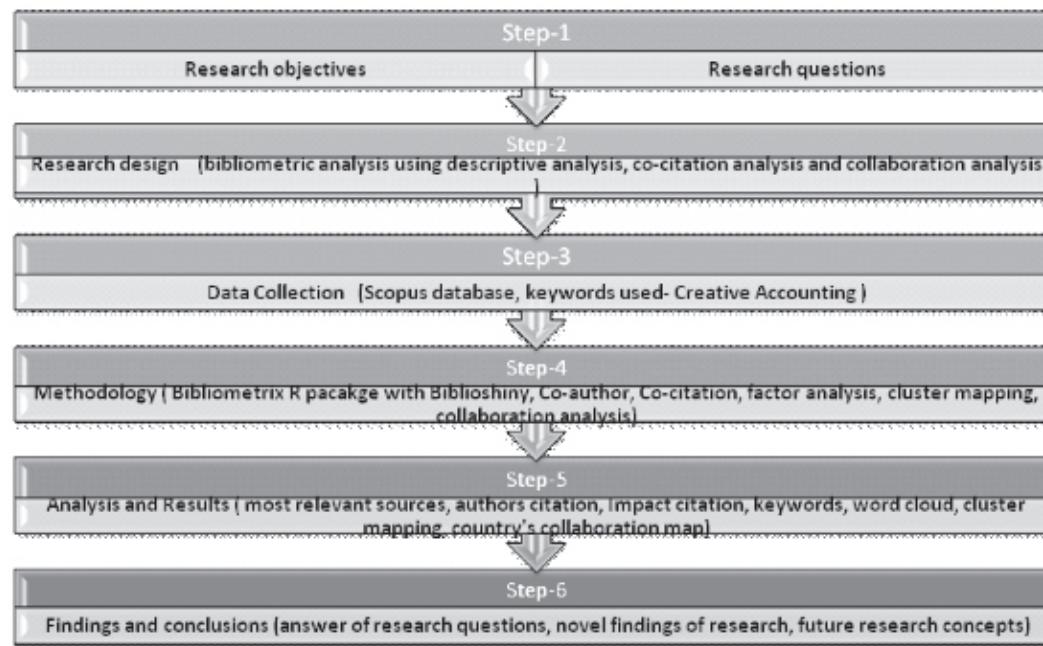 Step-1
Research objectives
Research questions
Step-2
Research design (bibliometric analysis using descriptive analysis, co-citation analysis and collaboration analysis
)
Step-3
Data Collection (Scopus database, keywords used- Creative Accounting )
Step-4
Methodology ( Bibliometrix R pacakge with Biblioshiny, Co-author, Co-citation, factor analysis, cluster mapping,
collaboration analysis)
Step-5
Analysis and Results ( most relevant sources, authors citation, Impact citation, keywords, word cloud, cluster
mapping, country's collaboration map)
Step-6
Findings and conclusions (answer of research questions, novel findings of research, future research concepts)